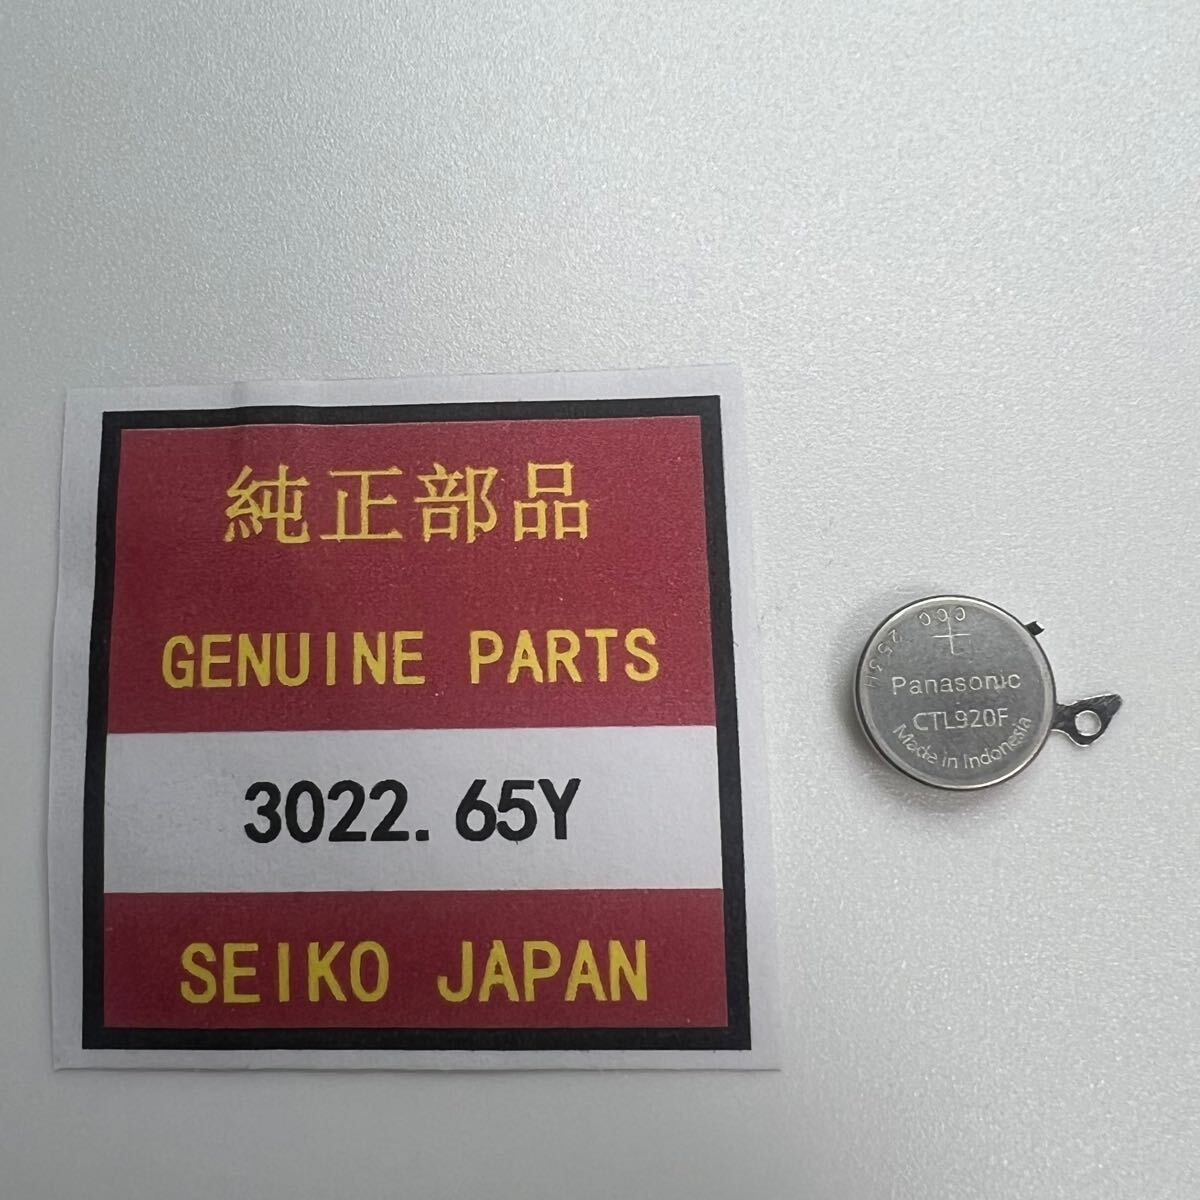 純正部品
GENUINE PARTS
3022. 65Y
SEIKO JAPAN
+
Panasonic
CTL920F
Made in Indonesia